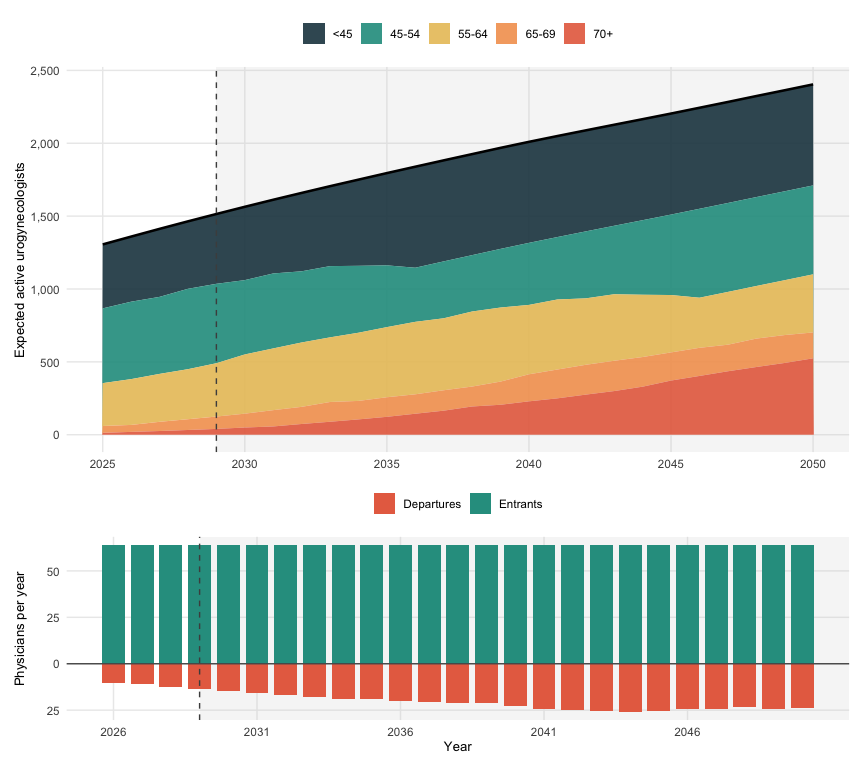 <45 45-54 55-64 65-69 70+
2,500
2,000
1,500
1,000
500
0
Expected active urogynecologists
2025 2030 2035 2040 2045 2050
Departures Entrants
50
25
0
25
Physicians per year
2026 2031 2036 2041 2046
Year